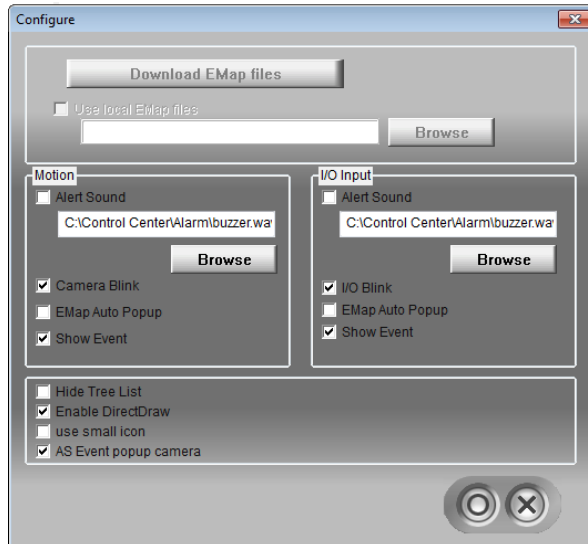 Configure
Download EMap files
Use local EMap files
Browse
Motion
Alert Sound
C:\Control Center\Alarm\buzzer.wav
Browse
Camera Blink
EMap Auto Popup
Show Event
I/O Input
Alert Sound
C:\Control Center\Alarm\buzzer.wav
Browse
I/O Blink
EMap Auto Popup
Show Event
Hide Tree List
Enable DirectDraw
use small icon
AS Event popup camera